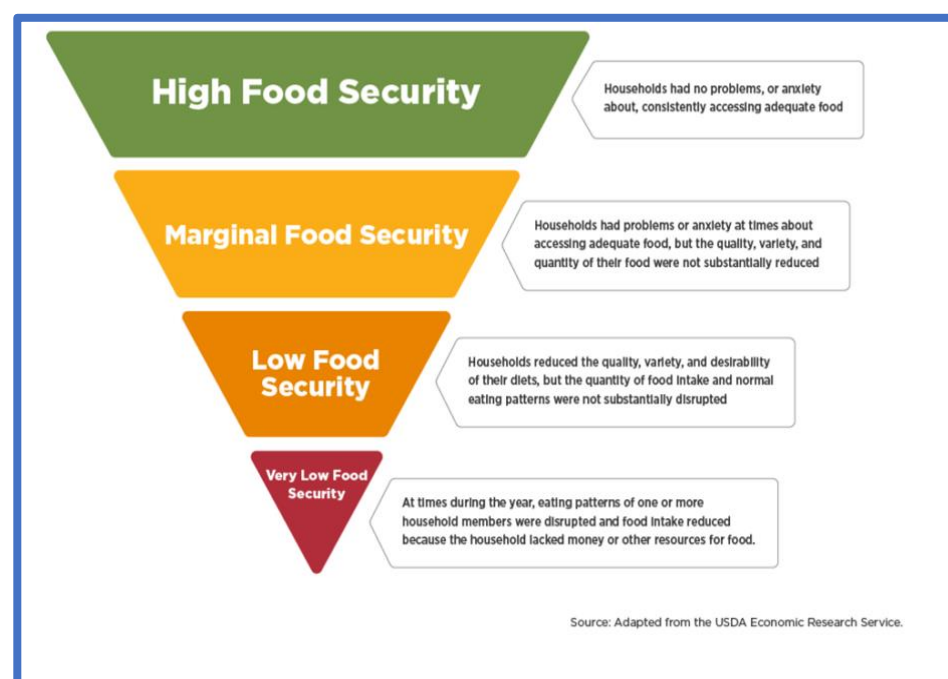 High Food Security
Households had no problems, or anxiety
about, consistently accessing adequate food
Marginal Food Security
Households had problems or anxiety at times about
accessing adequate food, but the quality, variety, and
quantity of their food were not substantially reduced
Low Food
Security
Households reduced the quality, variety, and desirability
of their diets, but the quantity of food intake and normal
eating patterns were not substantially disrupted
Very Low Food
Security
At times during the year, eating patterns of one or more
household members were disrupted and food intake reduced
because the household lacked money or other resources for food.
Source: Adapted from the USDA Economic Research Service.